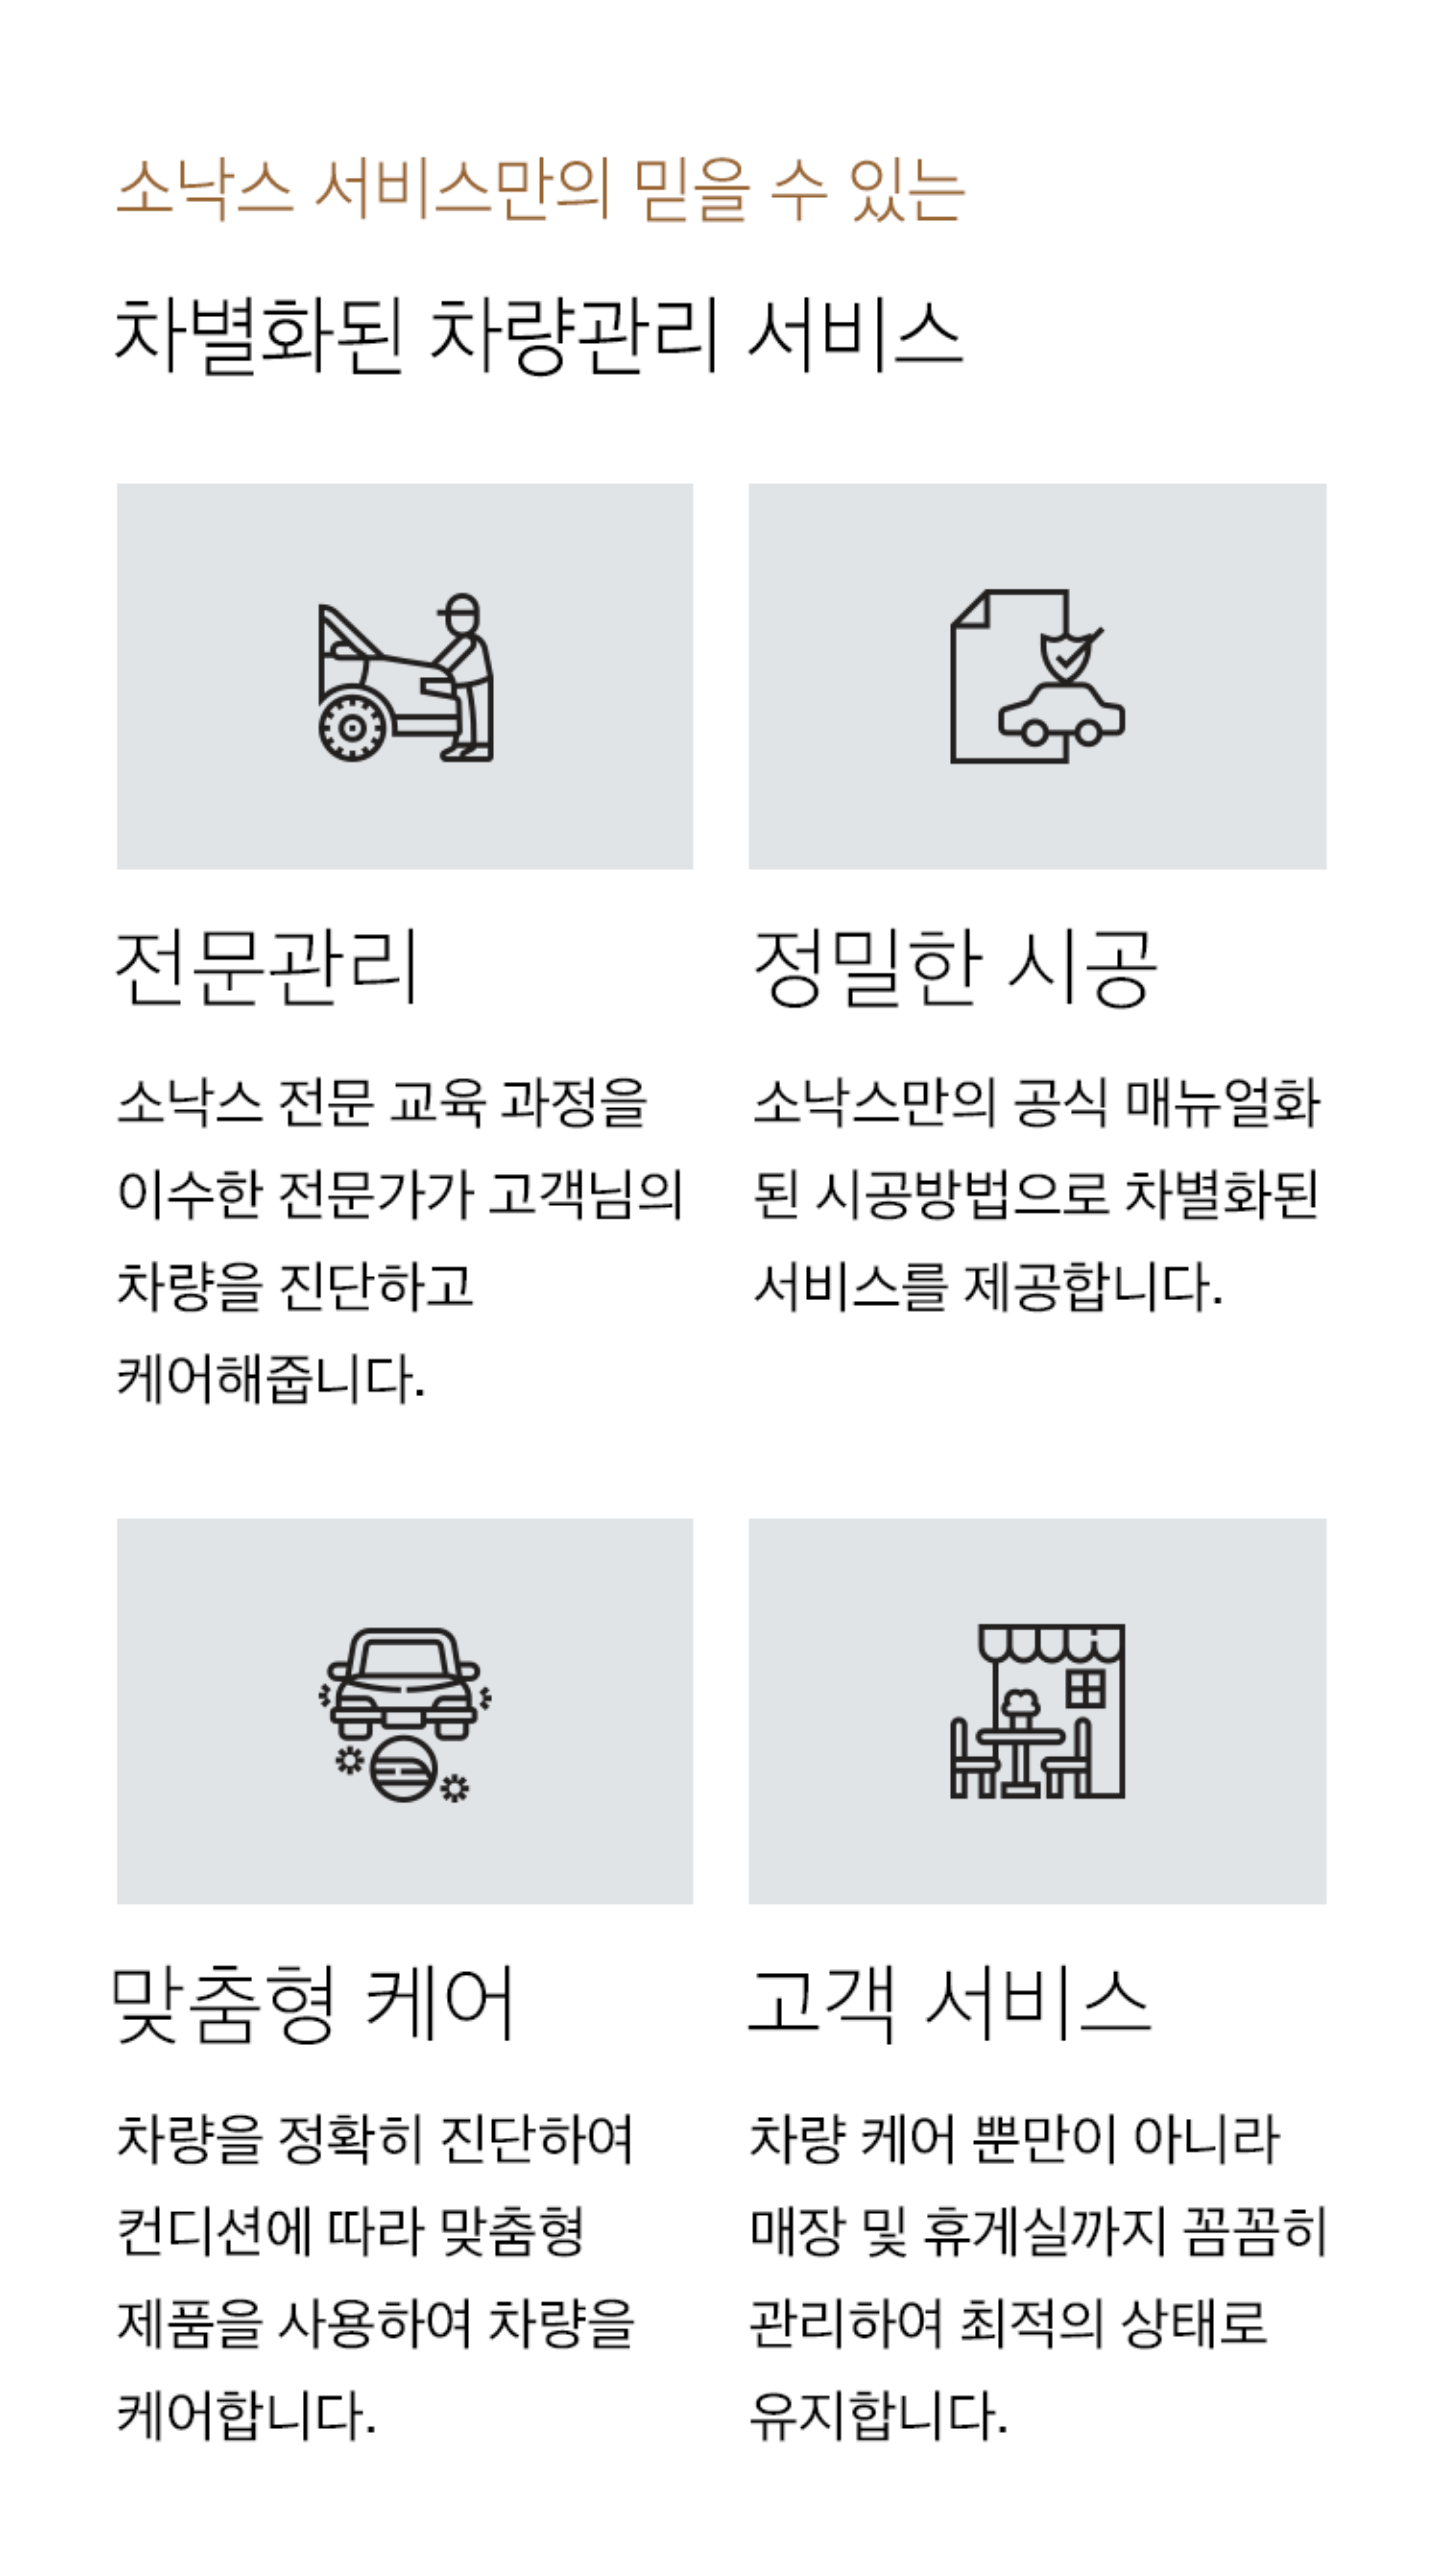 소낙스 서비스만의 믿을 수 있는
차별화된 차량관리 서비스
전문관리
소낙스 전문 교육 과정을
이수한 전문가가 고객님의
차량을 진단하고
케어해줍니다.
정밀한 시공
소낙스만의 공식 매뉴얼화
된 시공방법으로 차별화된
서비스를 제공합니다.
맞춤형 케어
차량을 정확히 진단하여
컨디션에 따라 맞춤형
제품을 사용하여 차량을
케어합니다.
고객 서비스
차량 케어 뿐만이 아니라
매장 및 휴게실까지 꼼꼼히
관리하여 최적의 상태로
유지합니다.